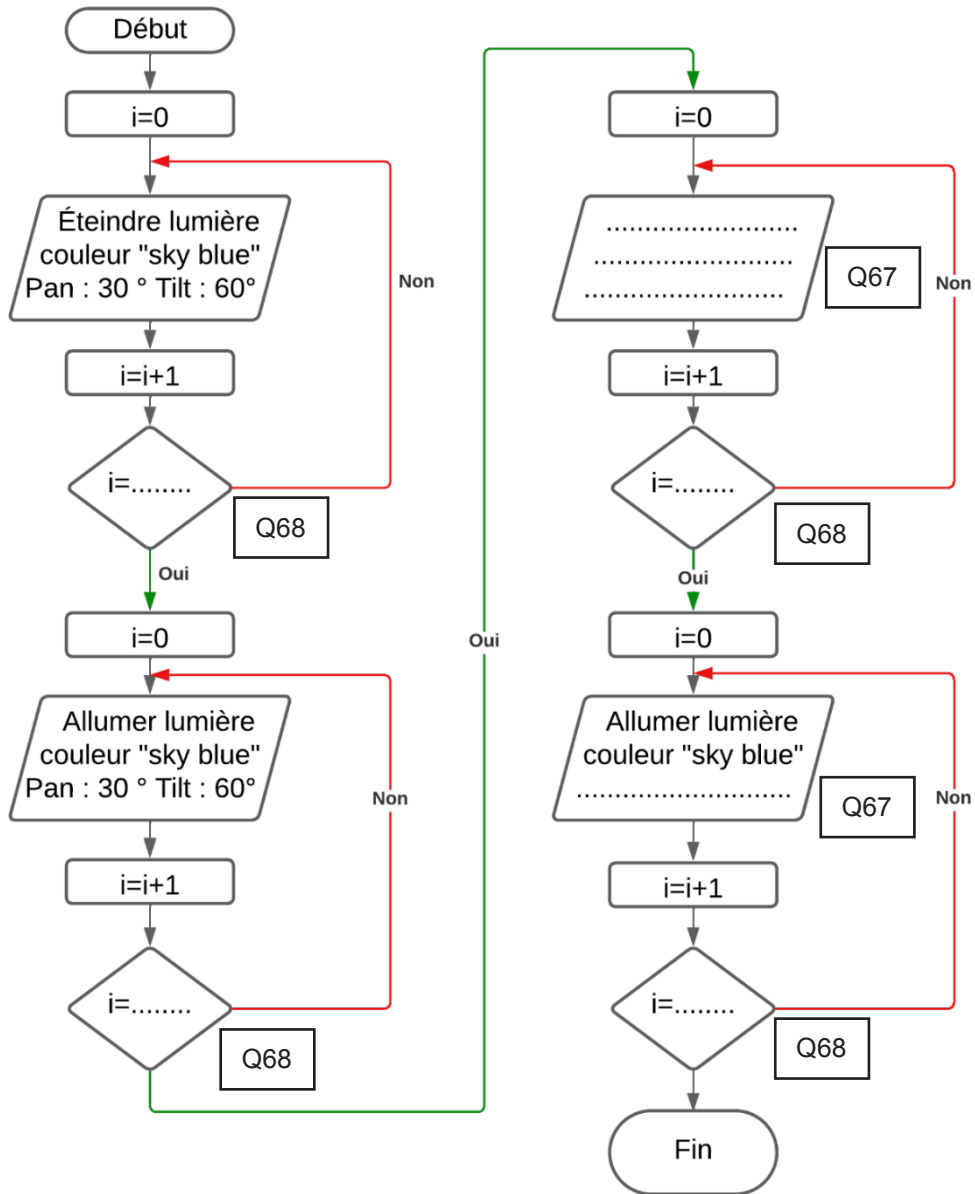 Début
i=0
Éteindre lumière
couleur "sky blue"
Pan : 30 ° Tilt : 60°
Non
i=i+1
i=........
Q68
Oui
i=0
Allumer lumière
couleur "sky blue"
Pan : 30 ° Tilt : 60°
Non
i=i+1
i=........
Q68
Oui
i=0
..........................
...........................
...........................
Q67
Non
i=i+1
i=........
Q68
Oui
i=0
Allumer lumière
couleur "sky blue"
.............................
Q67
Non
i=i+1
i=........
Q68
Fin